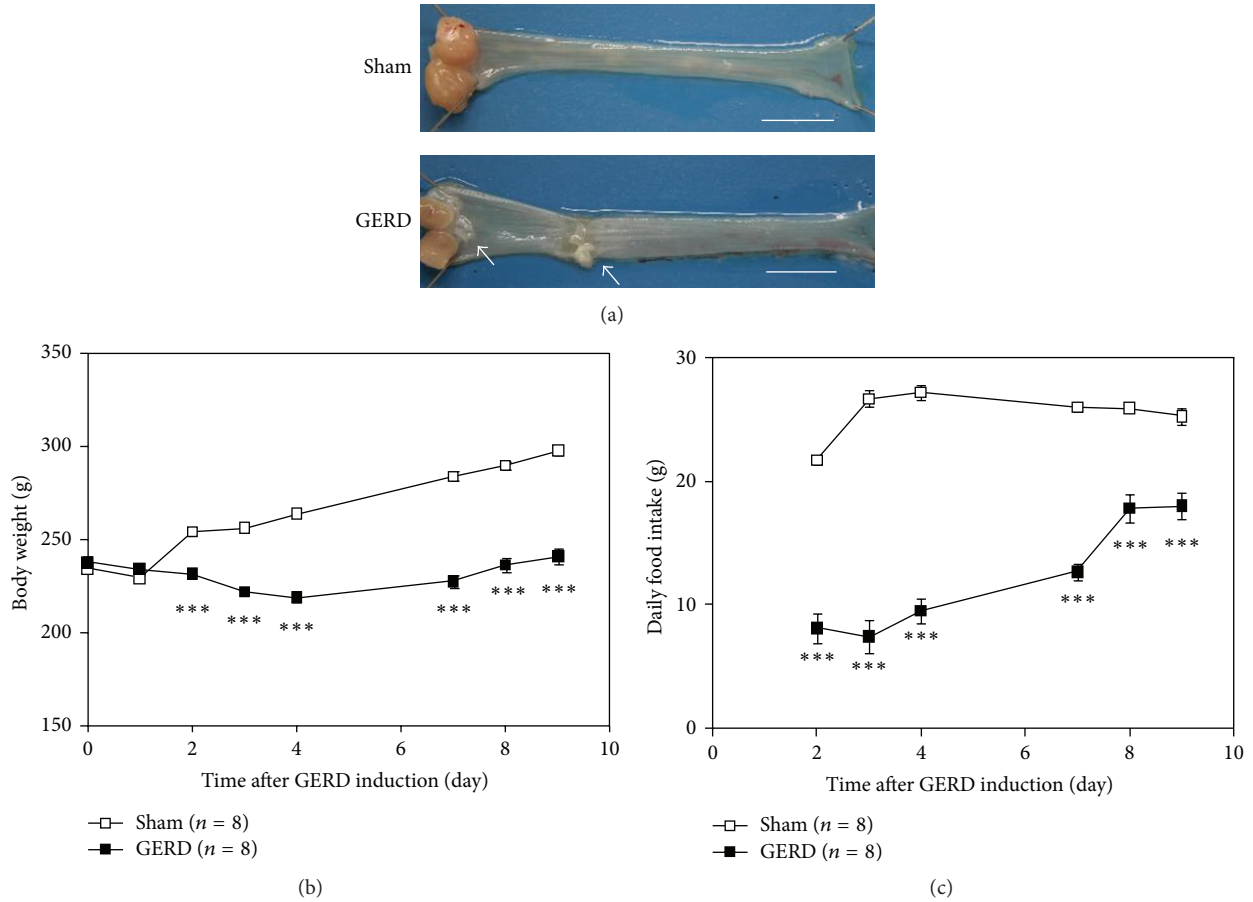 Sham
GERD
(a)
350
300
250
200
150
Body weight (g)
***
***
***
***
***
***
0
2
4
6
8
10
Time after GERD induction (day)
Sham (n = 8)
GERD (n = 8)
(b)
30
20
10
0
Daily food intake (g)
***
***
***
***
***
***
0
2
4
6
8
10
Time after GERD induction (day)
Sham (n = 8)
GERD (n = 8)
(c)